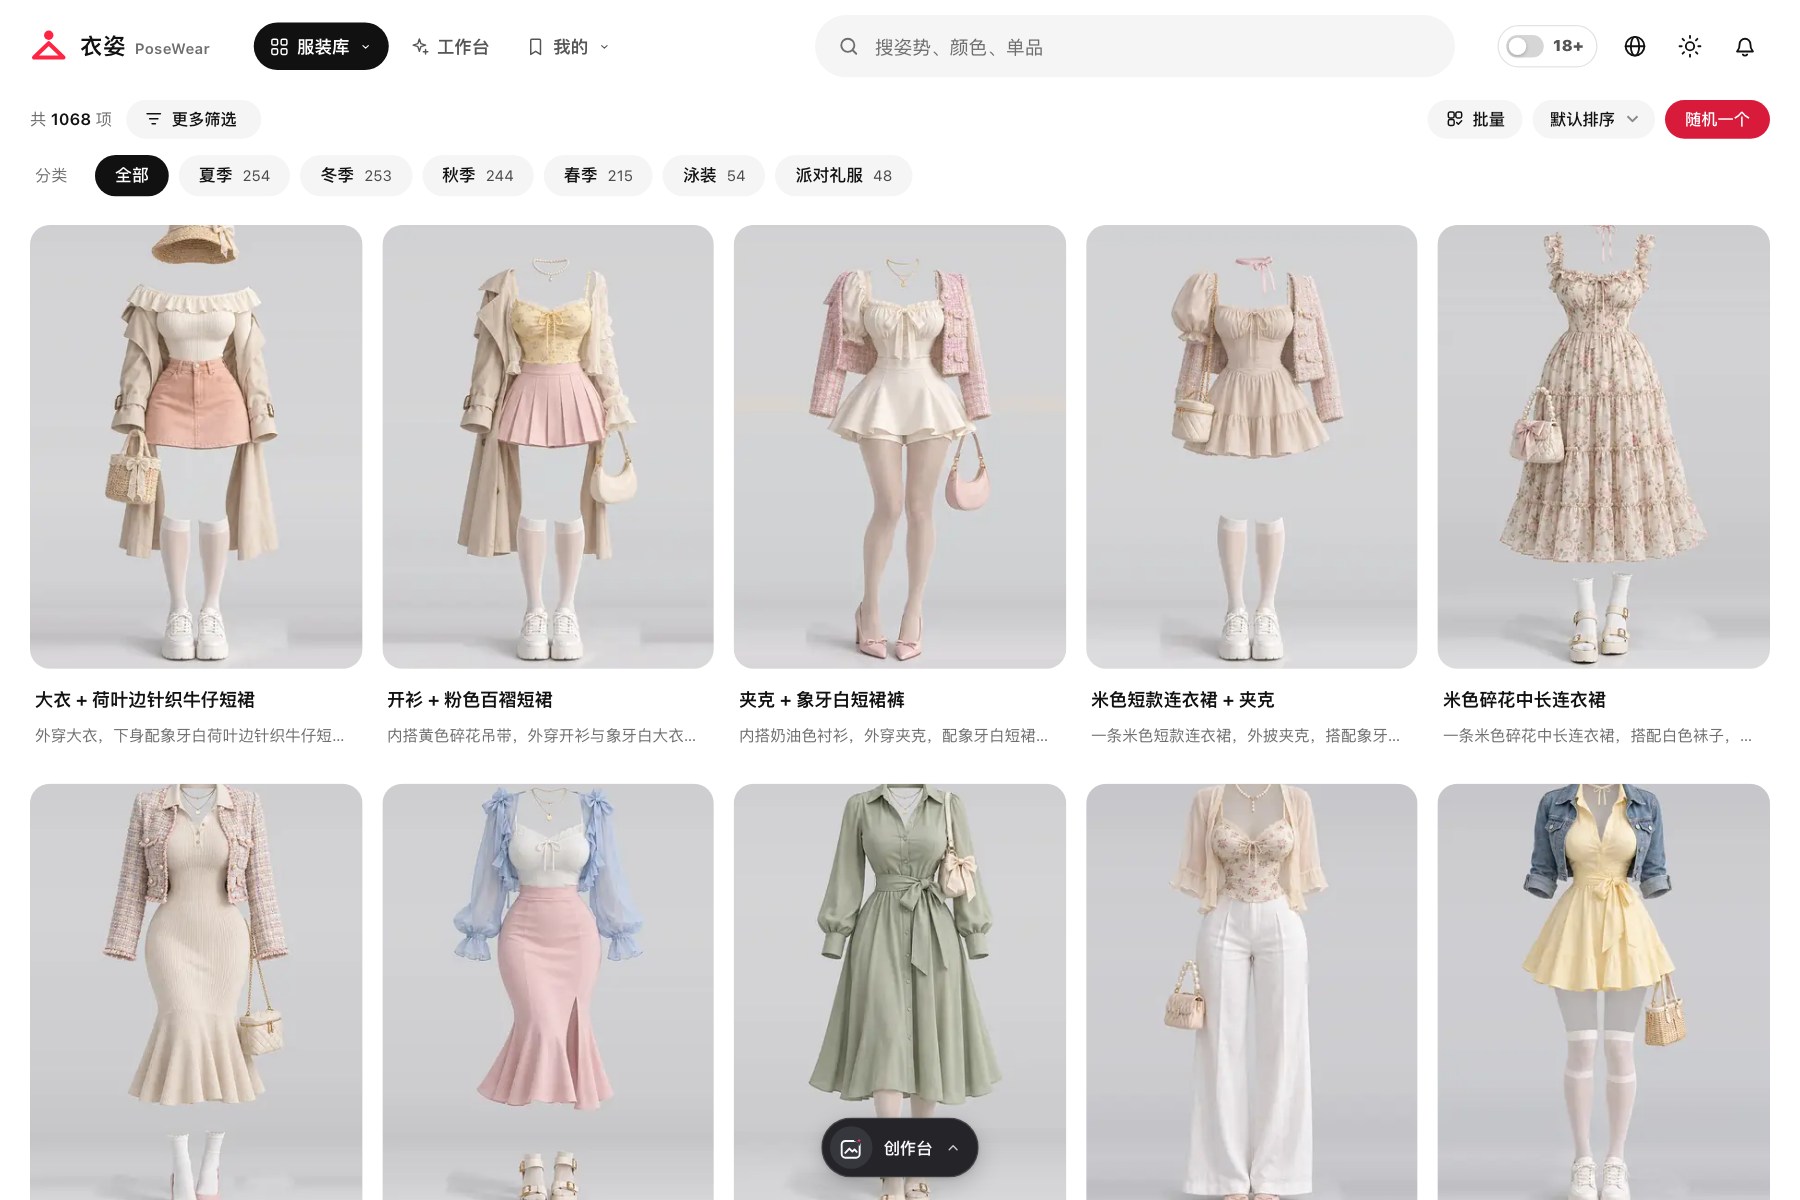 衣姿 PoseWear 服装库 工作台 我的 搜姿势、颜色、单品 18+
共 1068 项 更多筛选 批量 默认排序 随机一个
分类 全部 夏季 254 冬季 253 秋季 244 春季 215 泳装 54 派对礼服 48
大衣 + 荷叶边针织牛仔短裙
外穿大衣，下身配象牙白荷叶边针织牛仔短...
开衫 + 粉色百褶短裙
内搭黄色碎花吊带，外穿开衫与象牙白大衣...
夹克 + 象牙白短裙裤
内搭奶油色衬衫，外穿夹克，配象牙白短裙...
米色短款连衣裙 + 夹克
一条米色短款连衣裙，外披夹克，搭配象牙...
米色碎花中长连衣裙
一条米色碎花中长连衣裙，搭配白色袜子，...
创作台